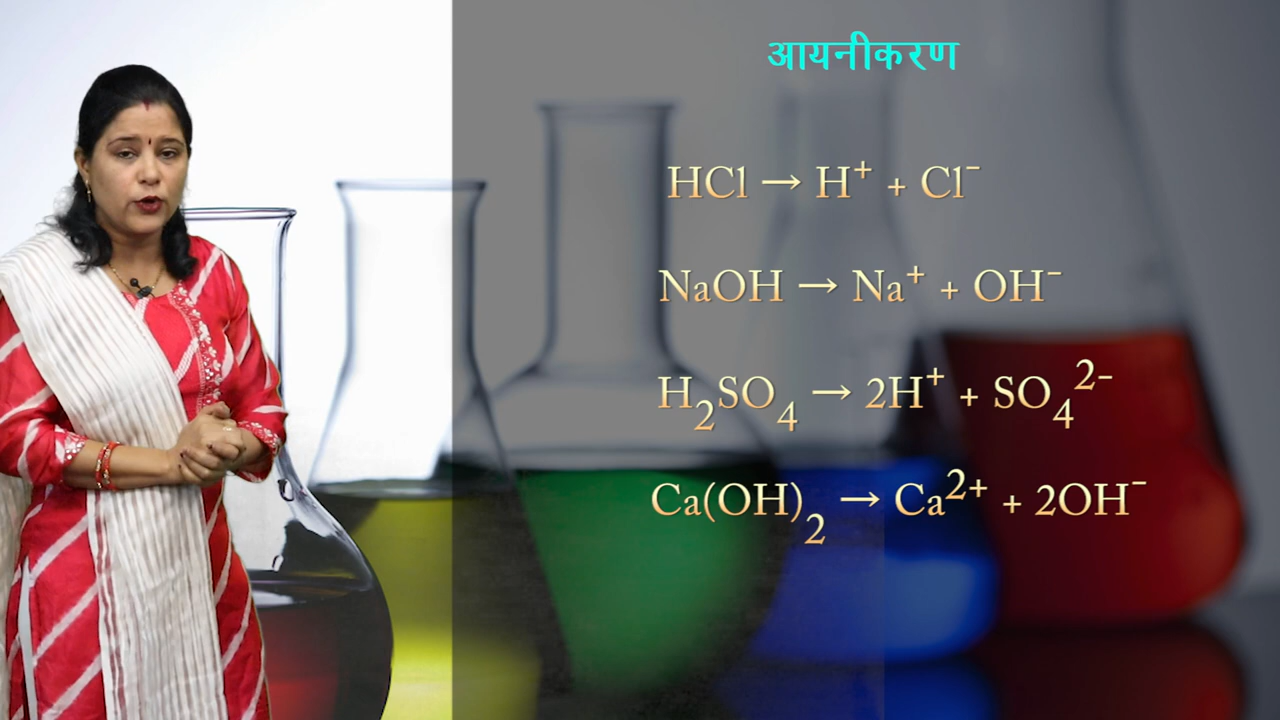 आयनीकरण
HCl → H⁺ + Cl⁻
NaOH → Na⁺ + OH⁻
H₂SO₄ → 2H⁺ + SO₄²⁻
Ca(OH)₂ → Ca²⁺ + 2OH⁻